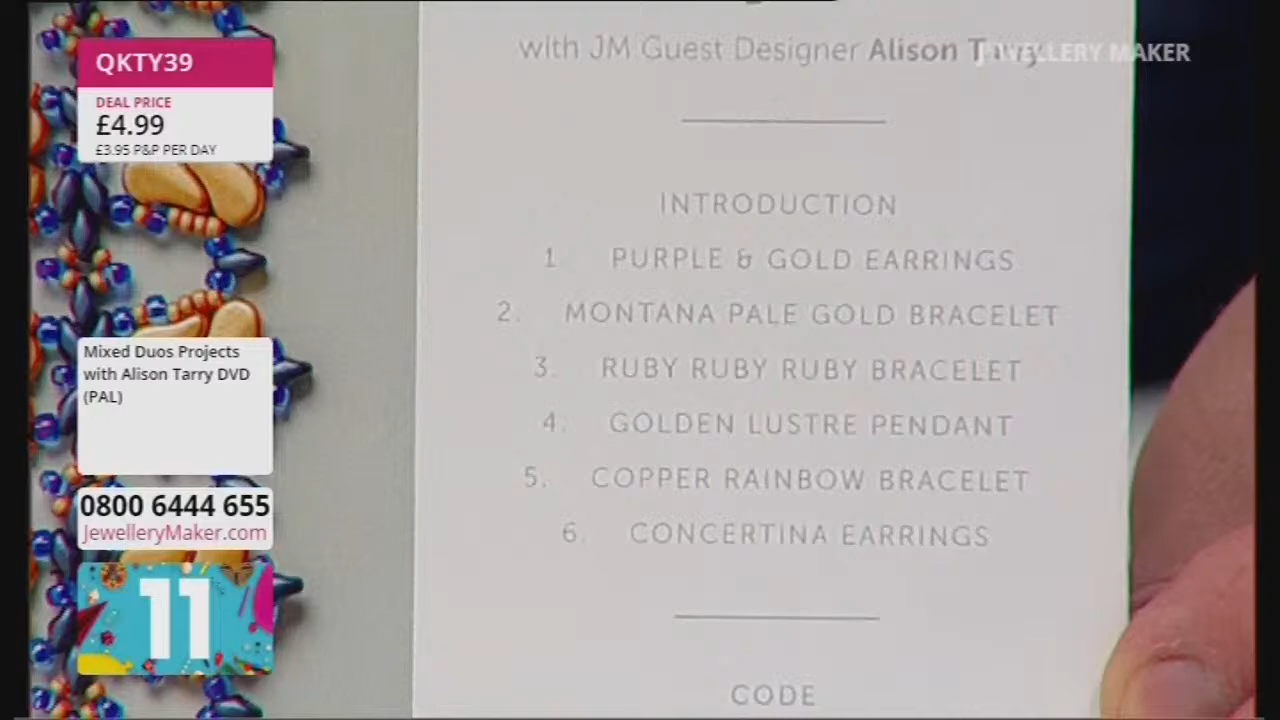 QKTY39
DEAL PRICE
£4.99
£3.95 P&P PER DAY
Mixed Duos Projects
with Alison Tarry DVD
(PAL)
0800 6444 655
JewelleryMaker.com
11
JEWELLERY MAKER
with JM Guest Designer Alison Tarry
INTRODUCTION
1 PURPLE & GOLD EARRINGS
2. MONTANA PALE GOLD BRACELET
3. RUBY RUBY RUBY BRACELET
4. GOLDEN LUSTRE PENDANT
5. COPPER RAINBOW BRACELET
6. CONCERTINA EARRINGS
CODE